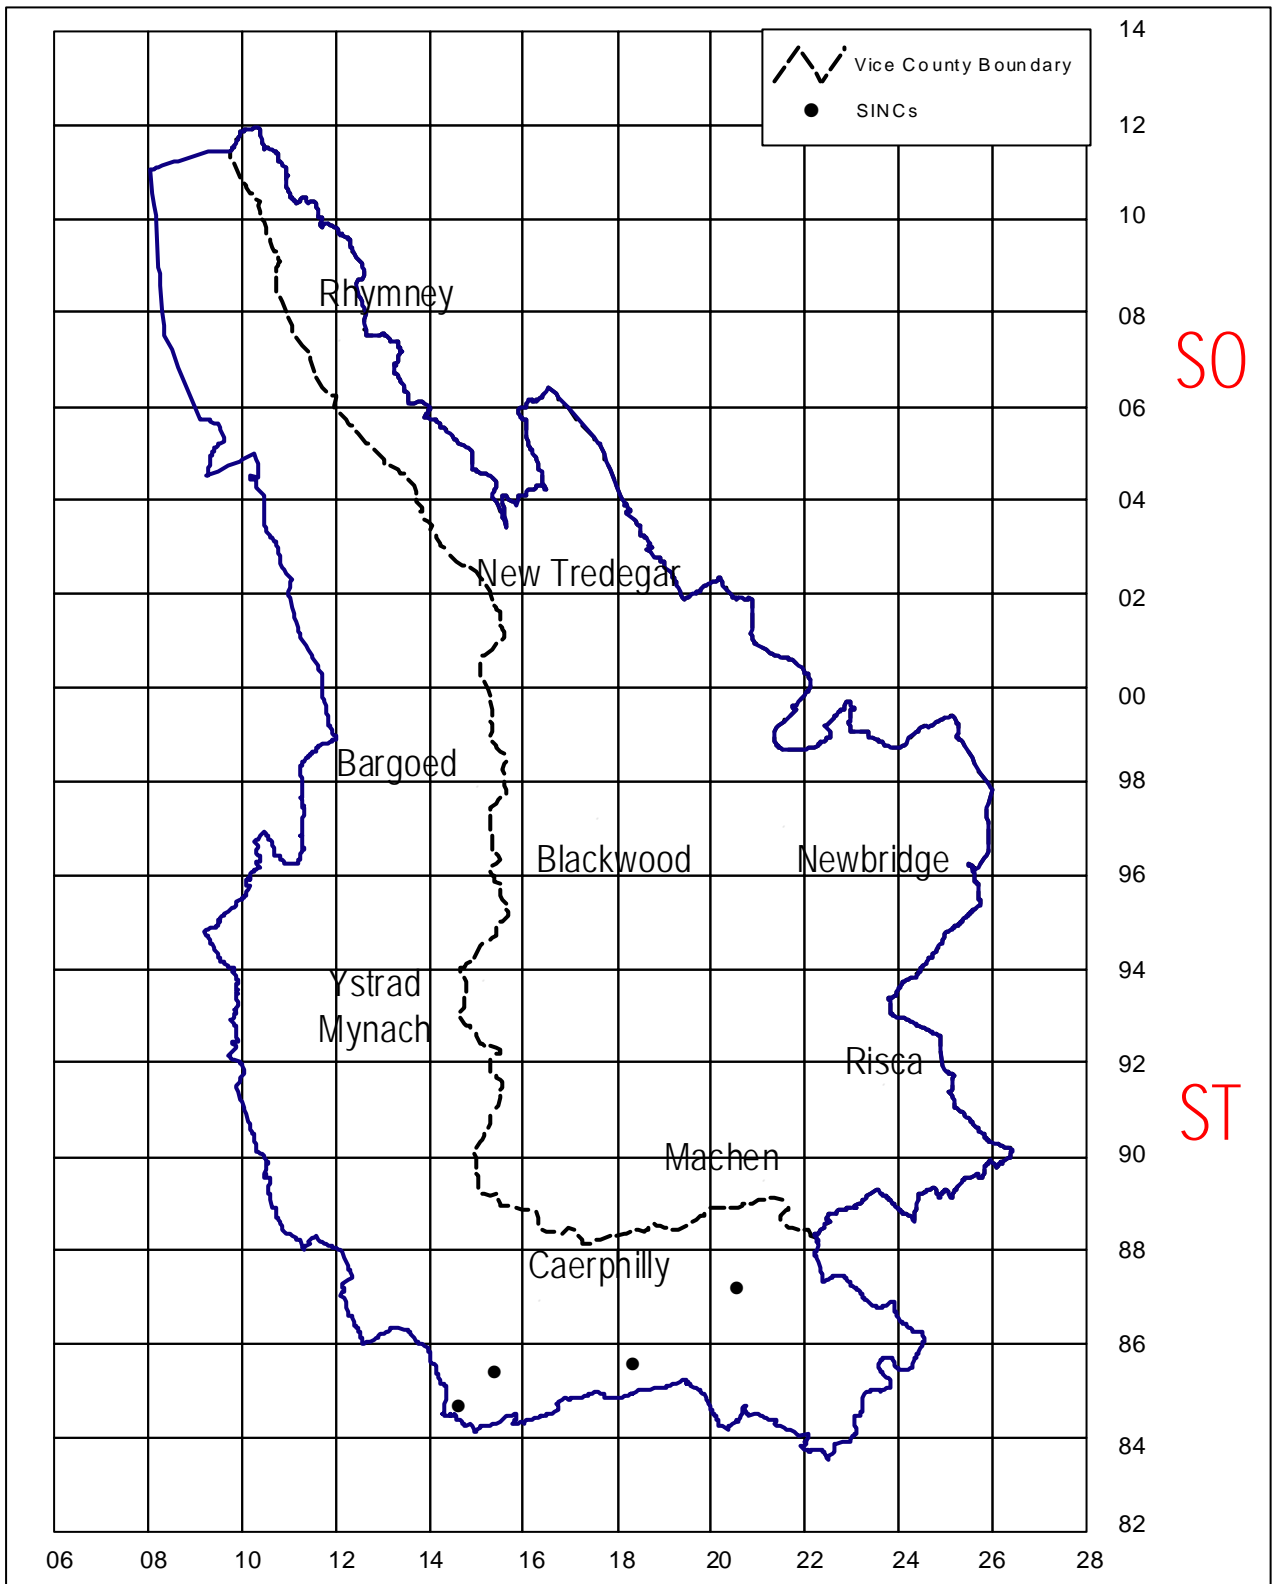 14
Vice County Boundary
SINCs
12
10
Rhymney
08
SO
06
04
New Tredegar
02
00
Bargoed
98
Blackwood
Newbridge
96
94
Ystrad
Mynach
Risca
92
ST
Machen
90
88
Caerphilly
86
84
82
06 08 10 12 14 16 18 20 22 24 26 28